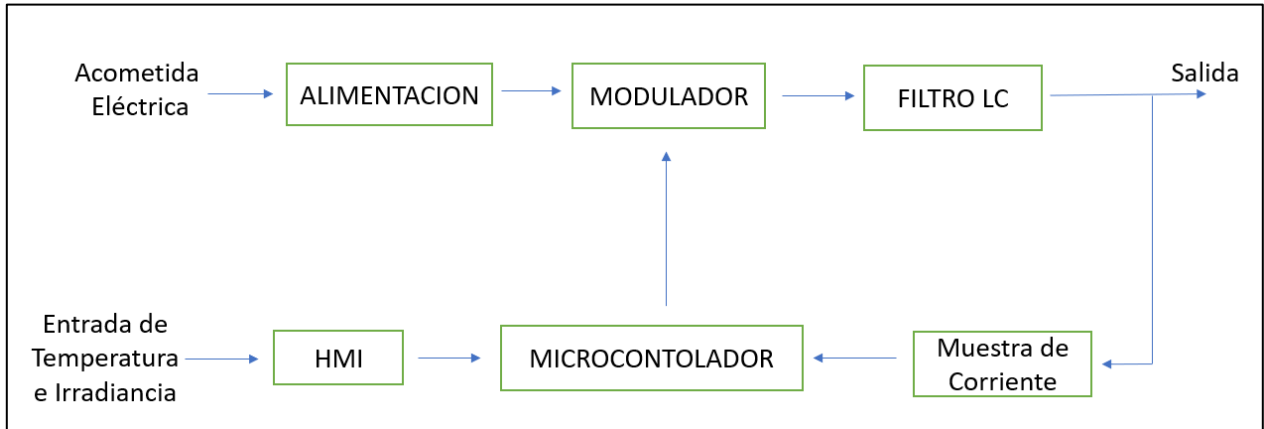 Acometida
Eléctrica
ALIMENTACION
MODULADOR
FILTRO LC
Salida
Entrada de
Temperatura
e Irradiancia
HMI
MICROCONTOLADOR
Muestra de
Corriente